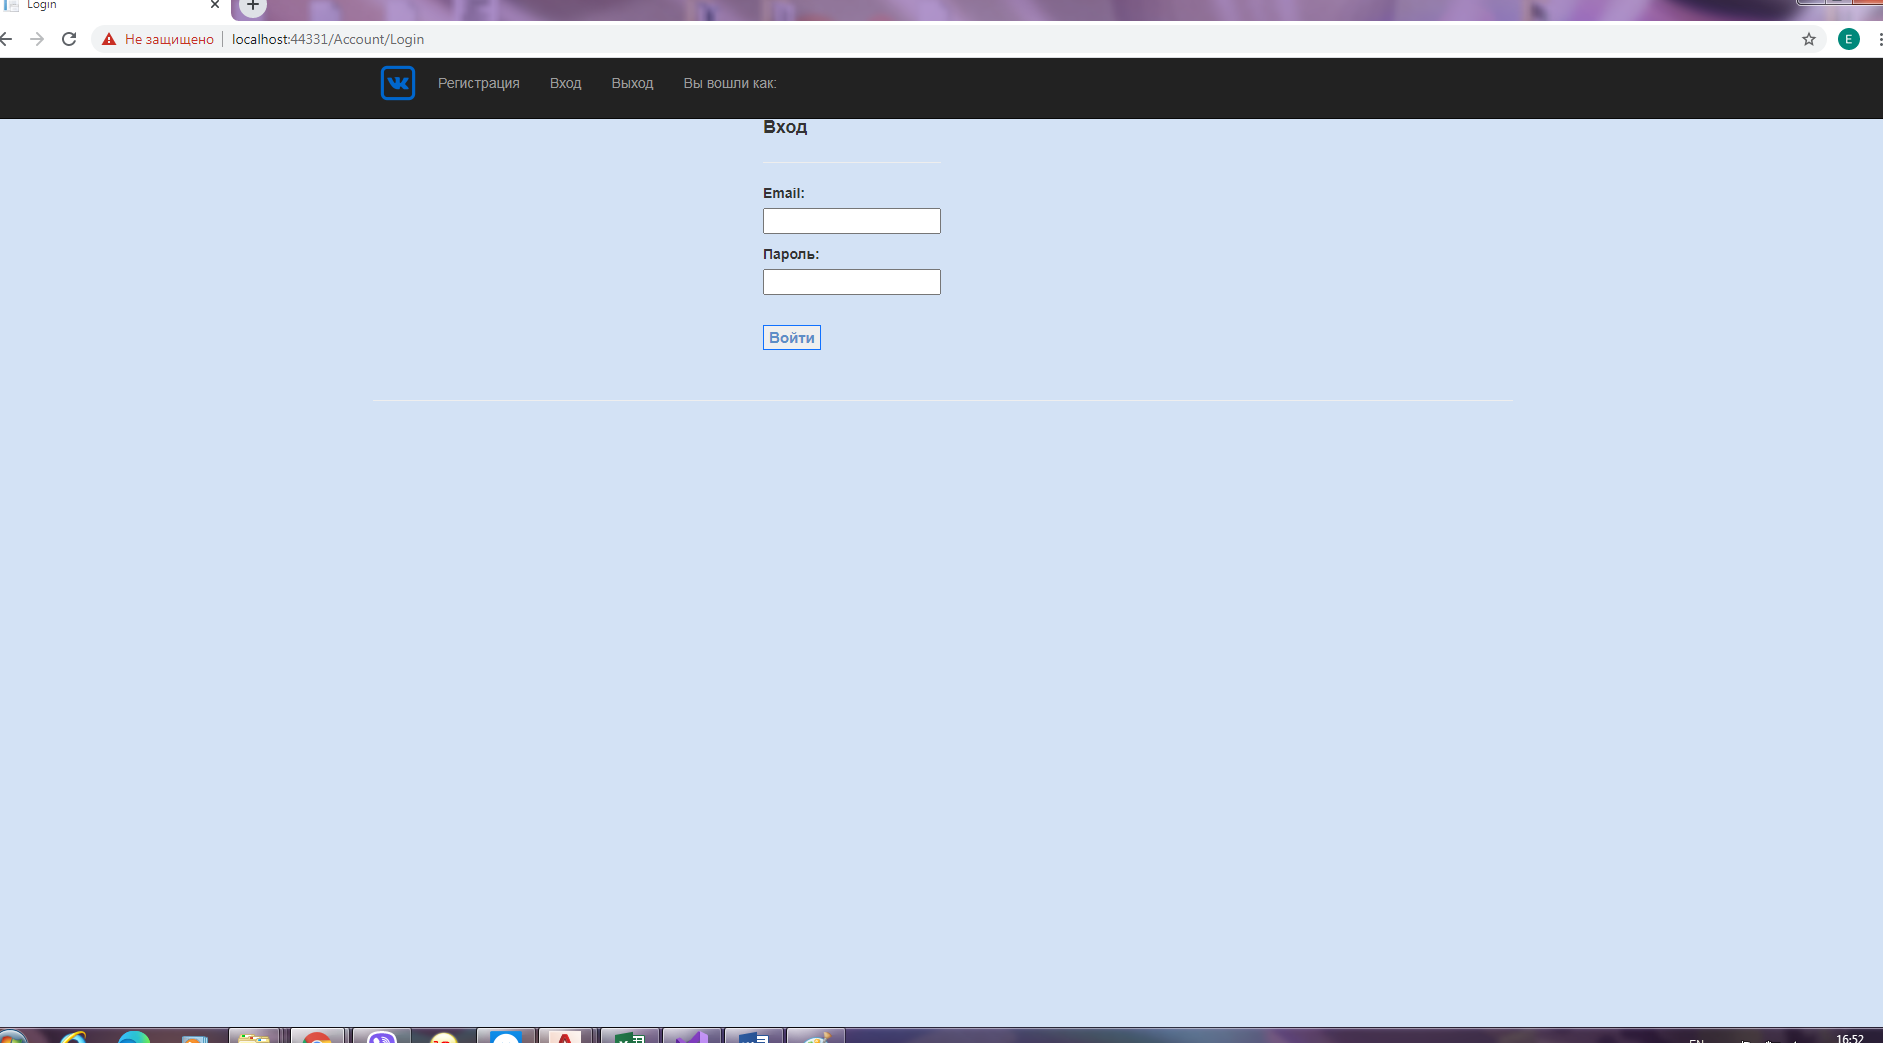 Login
Не защищено localhost:44331/Account/Login
E
Регистрация Вход Выход Вы вошли как:
Вход
Email:
Пароль:
Войти
EN 16:52